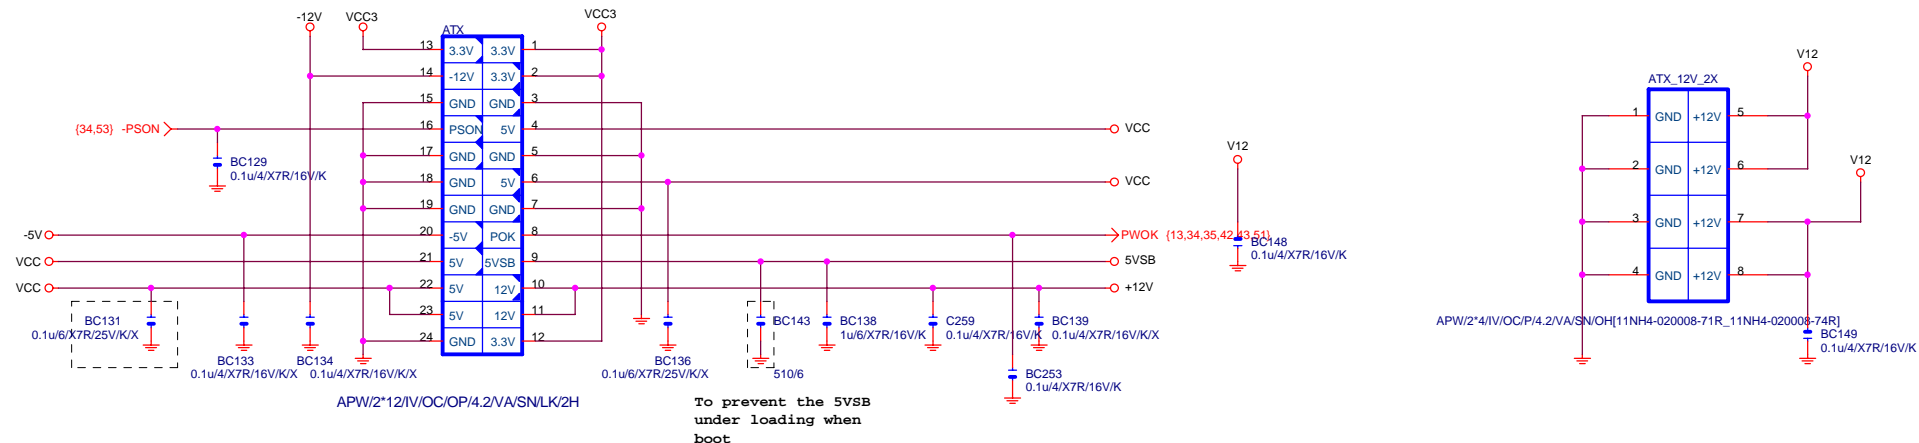 -12V
VCC3
VCC3
ATX
13 3.3V 3.3V 1
14 -12V 3.3V 2
15 GND GND 3
{34,53} -PSON 16 PSON 5V 4 VCC
17 GND GND 5
18 GND 5V 6 VCC
19 GND GND 7
-5V 20 -5V POK 8 PWOK {13,34,35,42,43,51}
VCC 21 5V 5VSB 9 5VSB
VCC 22 5V 12V 10 +12V
23 5V 12V 11
24 GND 3.3V 12
BC129
0.1u/4/X7R/16V/K
BC131
0.1u/6/X7R/25V/K/X
BC133
0.1u/4/X7R/16V/K/X
BC134
0.1u/4/X7R/16V/K/X
BC136
0.1u/6/X7R/25V/K/X
BC143
510/6
BC138
1u/6/X7R/16V/K
C259
0.1u/4/X7R/16V/K
BC139
0.1u/4/X7R/16V/K/X
BC253
0.1u/4/X7R/16V/K
APW/2*12/IV/OC/OP/4.2/VA/SN/LK/2H
To prevent the 5VSB
under loading when
boot
V12
BC148
0.1u/4/X7R/16V/K
V12
ATX_12V_2X
1 GND +12V 5
2 GND +12V 6
V12
3 GND +12V 7
4 GND +12V 8
APW/2*4/IV/OC/P/4.2/VA/SN/OH[11NH4-020008-71R_11NH4-020008-74R]
BC149
0.1u/4/X7R/16V/K